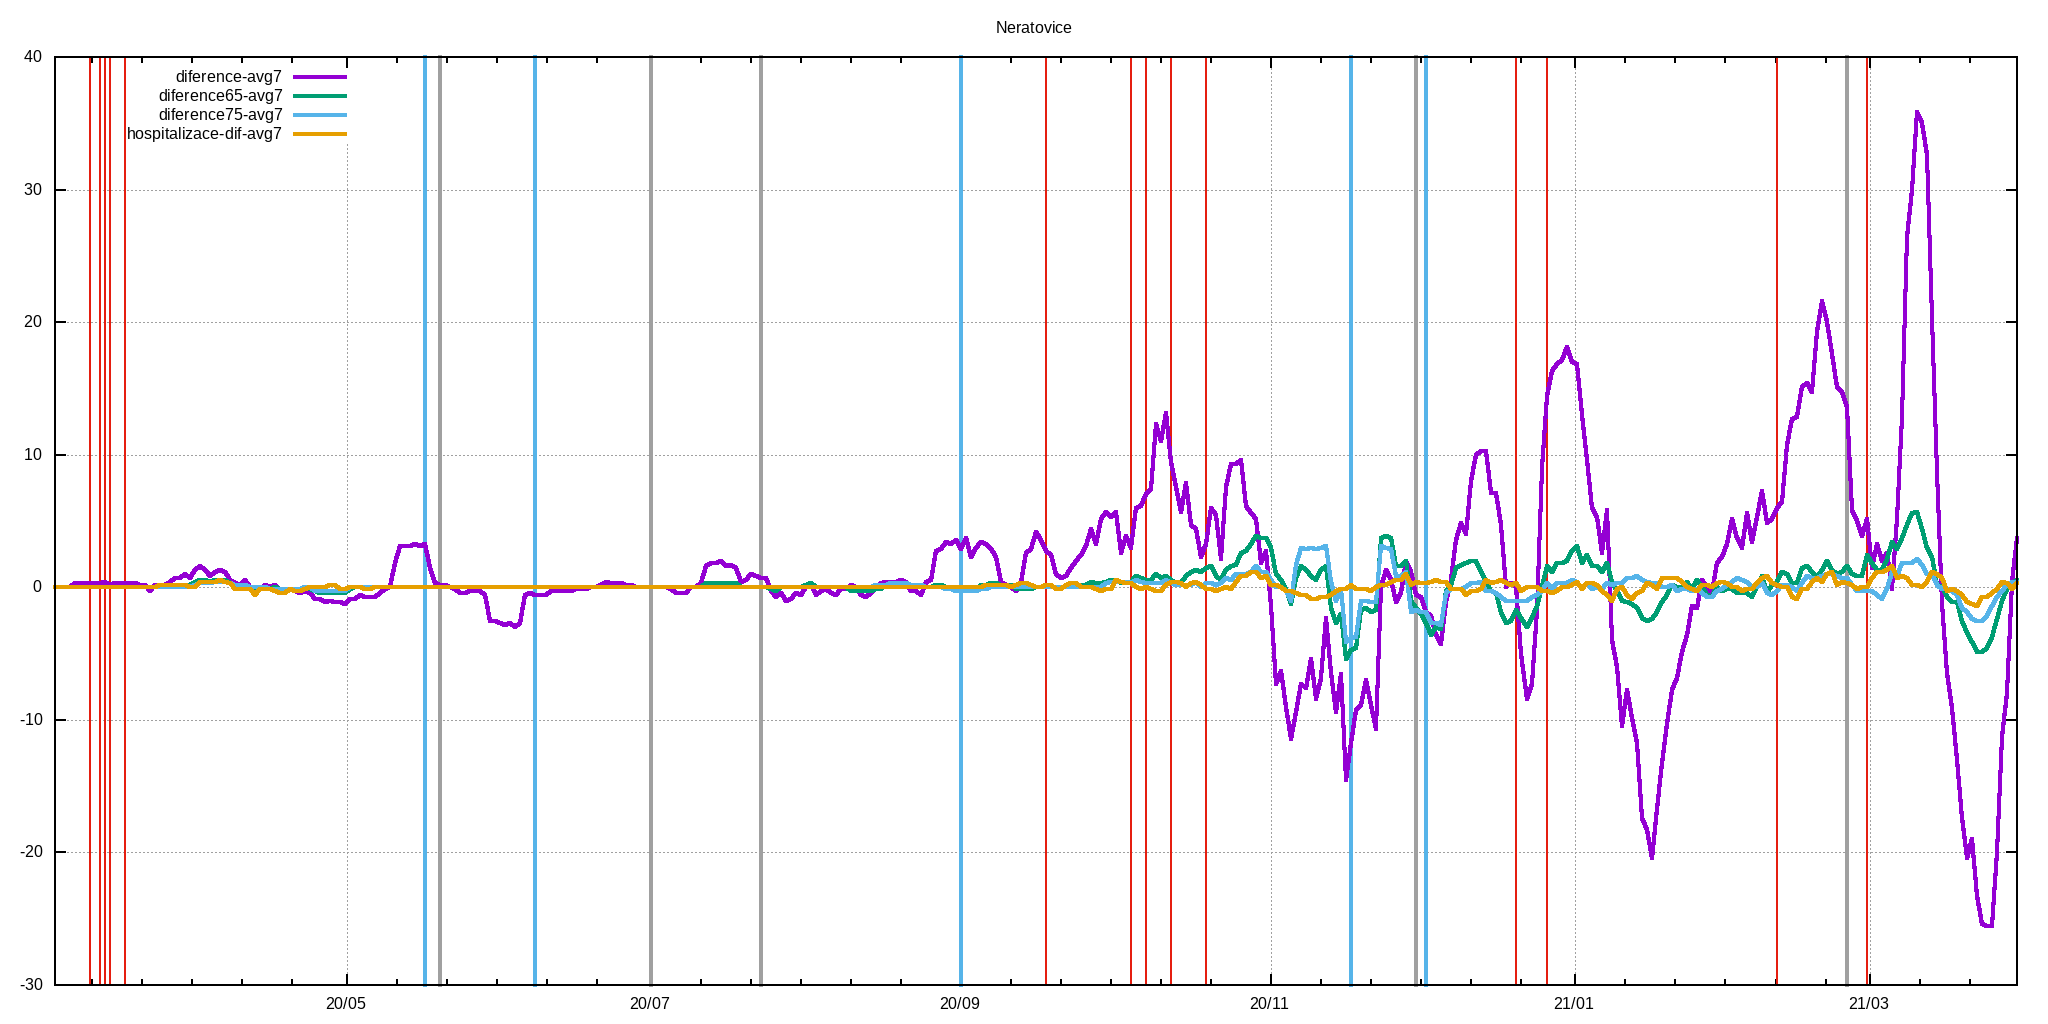 Neratovice
40
diference-avg7
diference65-avg7
diference75-avg7
hospitalizace-dif-avg7
30
20
10
0
-10
-20
-30
20/05 20/07 20/09 20/11 21/01 21/03